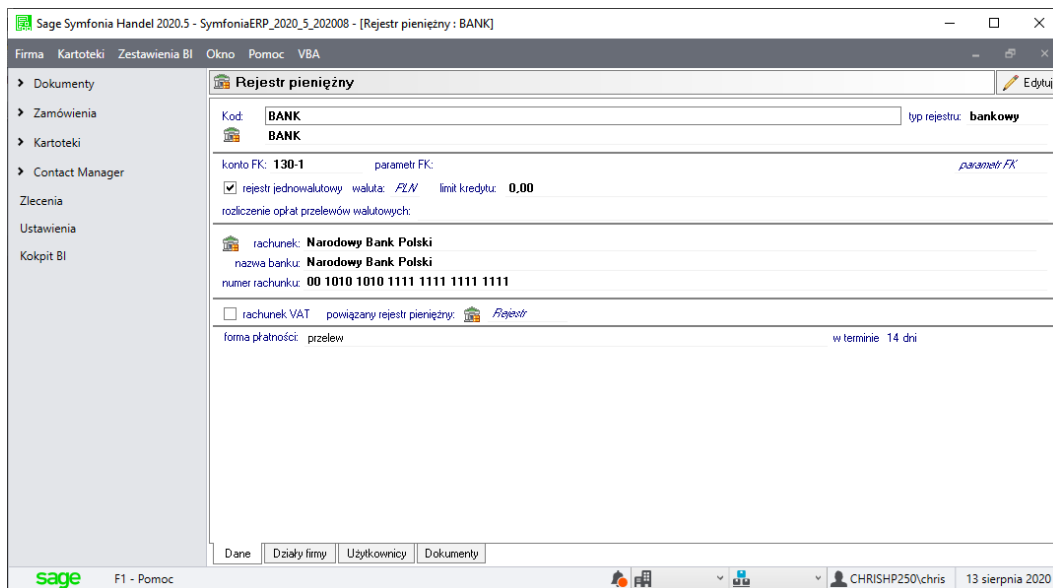 Sage Symfonia Handel 2020.5 - SymfoniaERP_2020_5_202008 - [Rejestr pieniężny : BANK]
Firma Kartoteki Zestawienia BI Okno Pomoc VBA
Dokumenty
Zamówienia
Kartoteki
Contact Manager
Zlecenia
Ustawienia
Kokpit BI
Rejestr pieniężny Edytuj
Kod: BANK typ rejestru: bankowy
BANK
konto FK: 130-1 parametr FK: parametr FK
rejestr jednowalutowy waluta: PLN limit kredytu: 0,00
rozliczenie opłat przelewów walutowych:
rachunek: Narodowy Bank Polski
nazwa banku: Narodowy Bank Polski
numer rachunku: 00 1010 1010 1111 1111 1111 1111
rachunek VAT powiązany rejestr pieniężny: Rejestr
forma płatności: przelew w terminie 14 dni
Dane Działy firmy Użytkownicy Dokumenty
sage F1 - Pomoc CHRISHP250\chris 13 sierpnia 2020